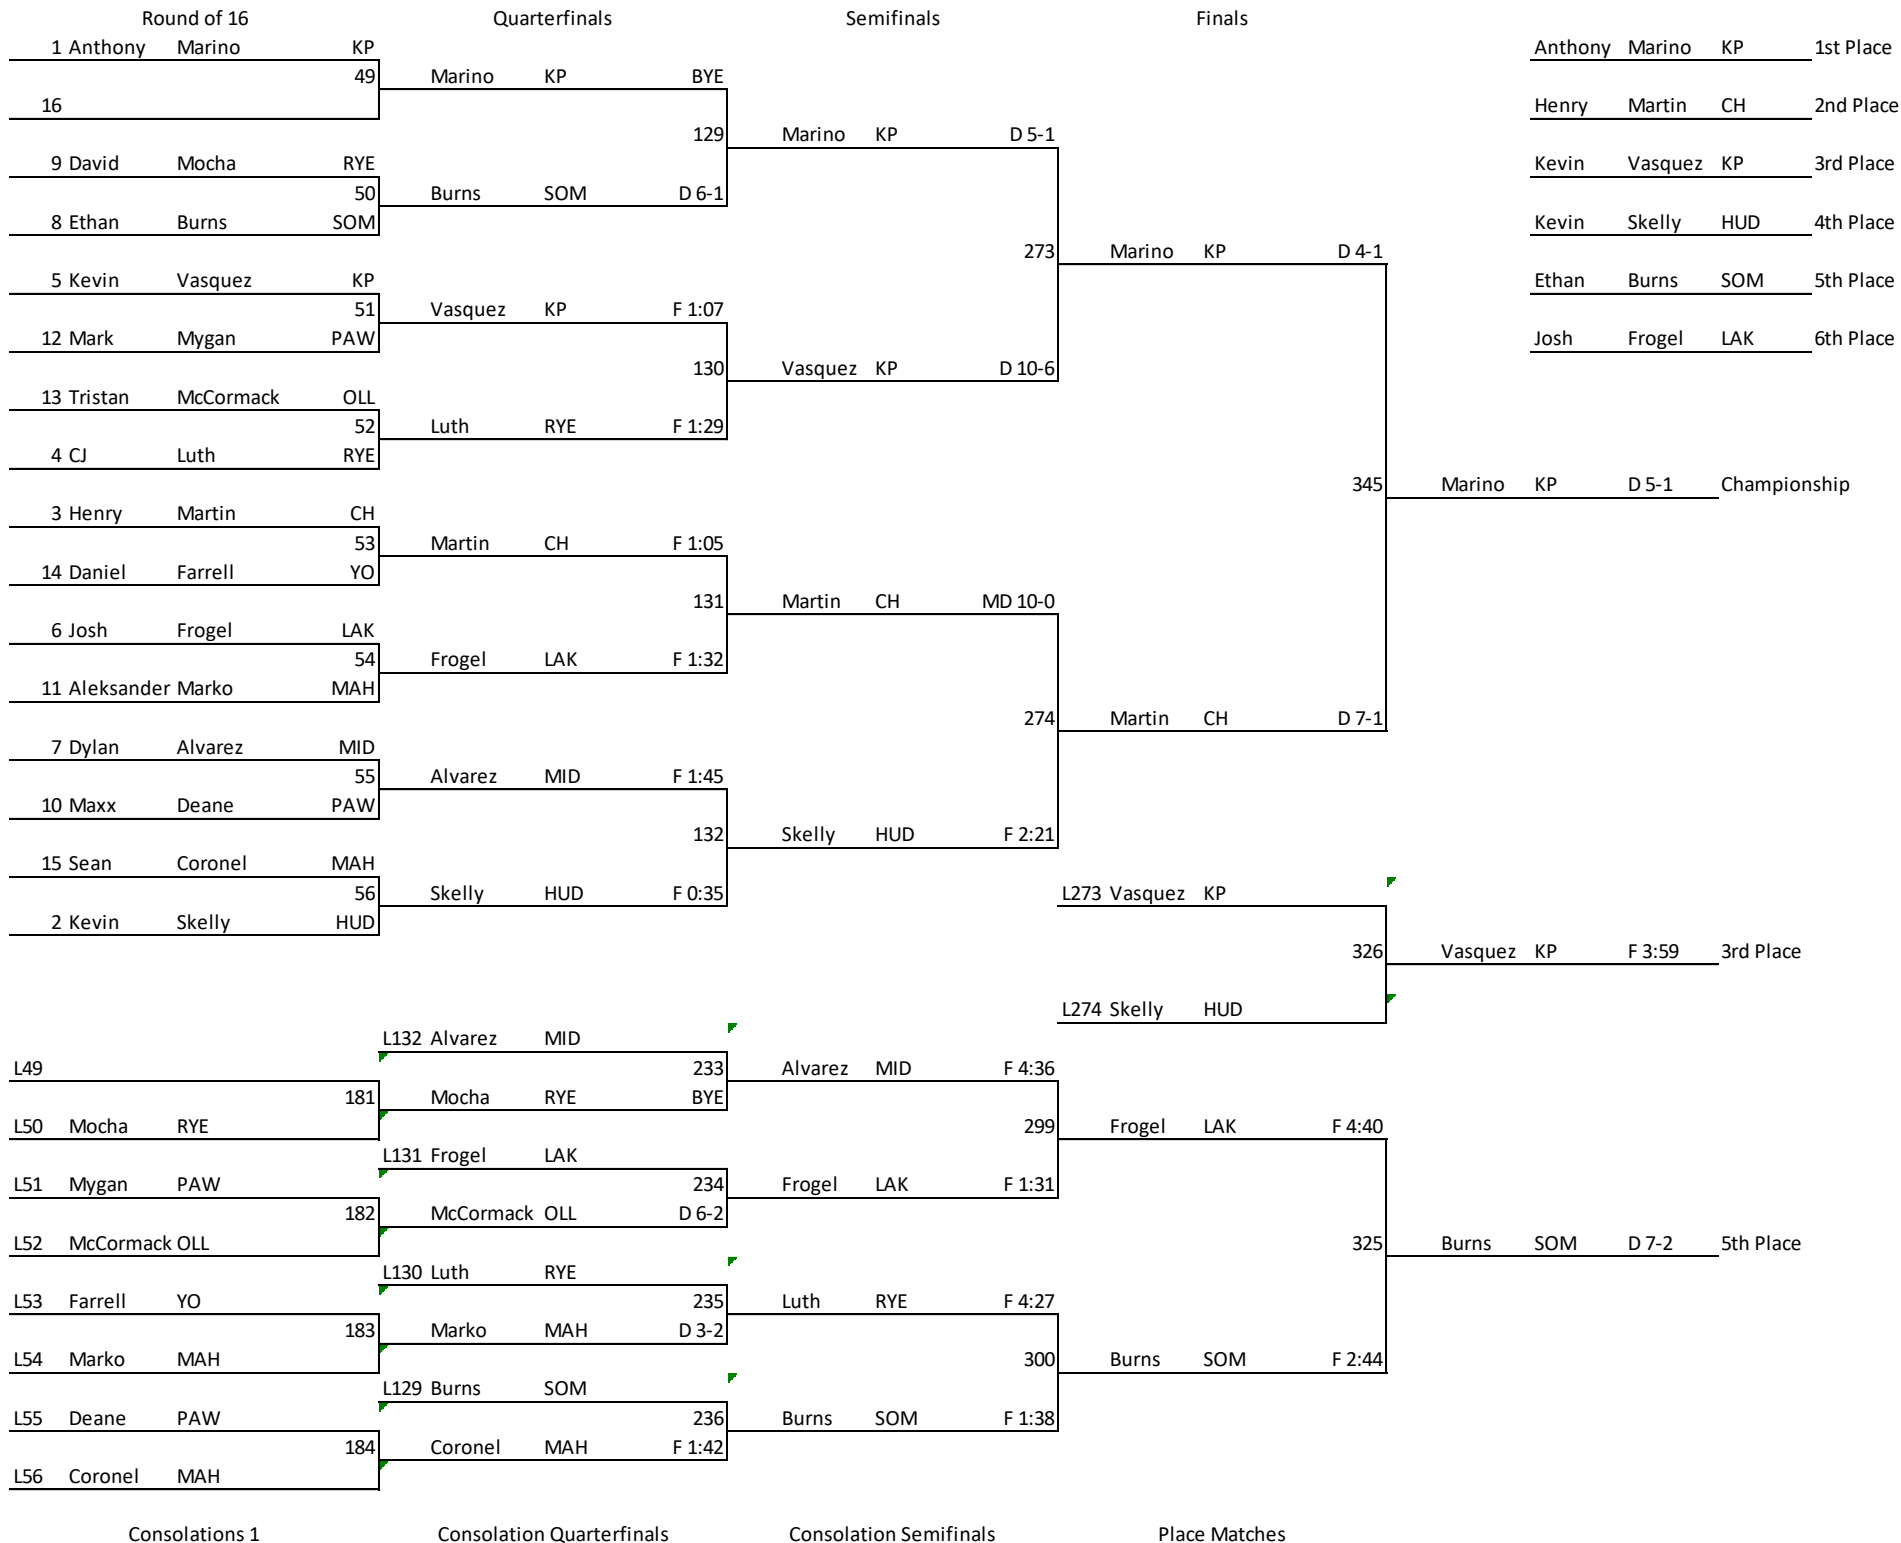 Round of 16 Quarterfinals Semifinals Finals
1 Anthony Marino KP Anthony Marino KP 1st Place
49 Marino KP BYE
16 Henry Martin CH 2nd Place
129 Marino KP D 5-1
9 David Mocha RYE Kevin Vasquez KP 3rd Place
50 Burns SOM D 6-1
8 Ethan Burns SOM Kevin Skelly HUD 4th Place
273 Marino KP D 4-1
5 Kevin Vasquez KP Ethan Burns SOM 5th Place
51 Vasquez KP F 1:07
12 Mark Mygan PAW Josh Frogel LAK 6th Place
130 Vasquez KP D 10-6
13 Tristan McCormack OLL
52 Luth RYE F 1:29
4 CJ Luth RYE
345 Marino KP D 5-1 Championship
3 Henry Martin CH
53 Martin CH F 1:05
14 Daniel Farrell YO
131 Martin CH MD 10-0
6 Josh Frogel LAK
54 Frogel LAK F 1:32
11 Aleksander Marko MAH
274 Martin CH D 7-1
7 Dylan Alvarez MID
55 Alvarez MID F 1:45
10 Maxx Deane PAW
132 Skelly HUD F 2:21
15 Sean Coronel MAH
56 Skelly HUD F 0:35 L273 Vasquez KP
2 Kevin Skelly HUD
326 Vasquez KP F 3:59 3rd Place
L274 Skelly HUD
L132 Alvarez MID
L49 233 Alvarez MID F 4:36
181 Mocha RYE BYE
L50 Mocha RYE 299 Frogel LAK F 4:40
L131 Frogel LAK
L51 Mygan PAW 234 Frogel LAK F 1:31
182 McCormack OLL D 6-2
L52 McCormack OLL 325 Burns SOM D 7-2 5th Place
L130 Luth RYE
L53 Farrell YO 235 Luth RYE F 4:27
183 Marko MAH D 3-2
L54 Marko MAH 300 Burns SOM F 2:44
L129 Burns SOM
L55 Deane PAW 236 Burns SOM F 1:38
184 Coronel MAH F 1:42
L56 Coronel MAH
Consolations 1 Consolation Quarterfinals Consolation Semifinals Place Matches